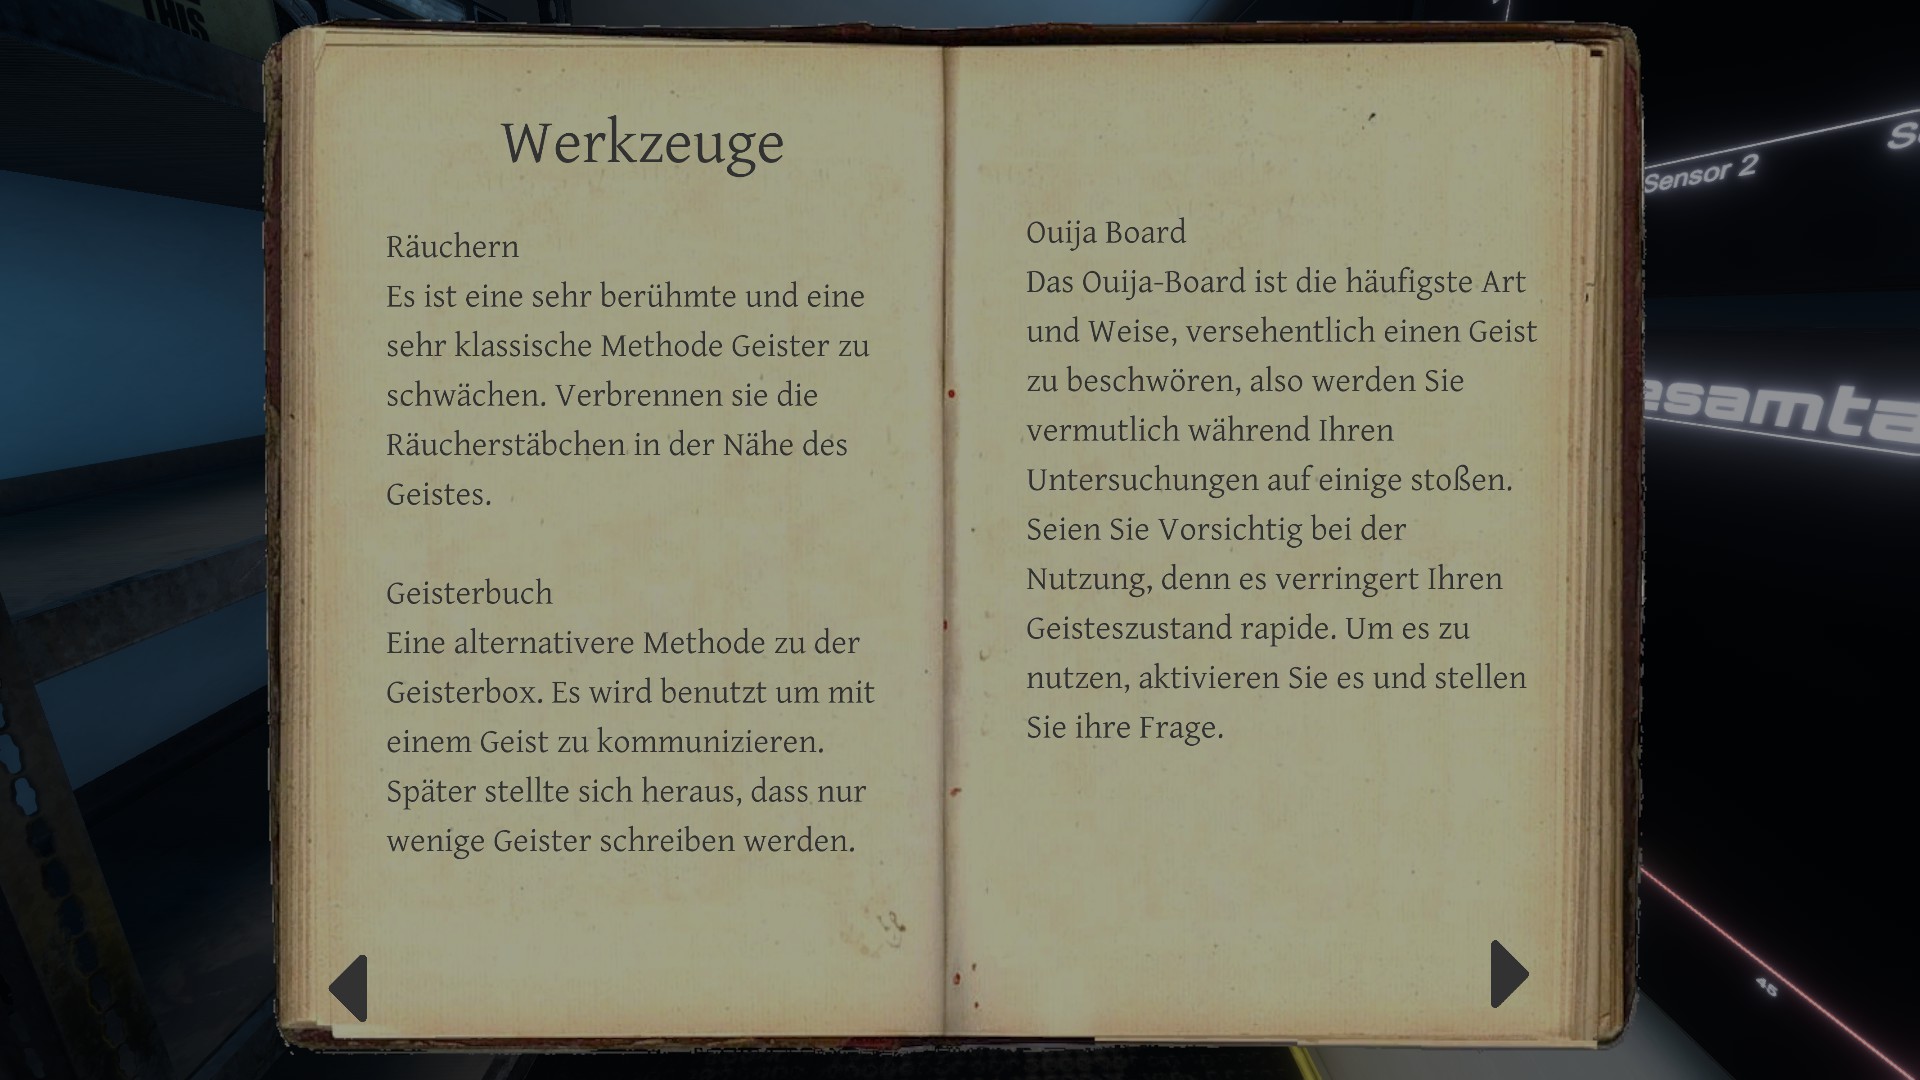 THIS
Werkzeuge
Räuchern
Es ist eine sehr berühmte und eine
sehr klassische Methode Geister zu
schwächen. Verbrennen sie die
Räucherstäbchen in der Nähe des
Geistes.
Geisterbuch
Eine alternativere Methode zu der
Geisterbox. Es wird benutzt um mit
einem Geist zu kommunizieren.
Später stellte sich heraus, dass nur
wenige Geister schreiben werden.
Ouija Board
Das Ouija-Board ist die häufigste Art
und Weise, versehentlich einen Geist
zu beschwören, also werden Sie
vermutlich während Ihren
Untersuchungen auf einige stoßen.
Seien Sie Vorsichtig bei der
Nutzung, denn es verringert Ihren
Geisteszustand rapide. Um es zu
nutzen, aktivieren Sie es und stellen
Sie ihre Frage.
Sensor 2
esamta
45